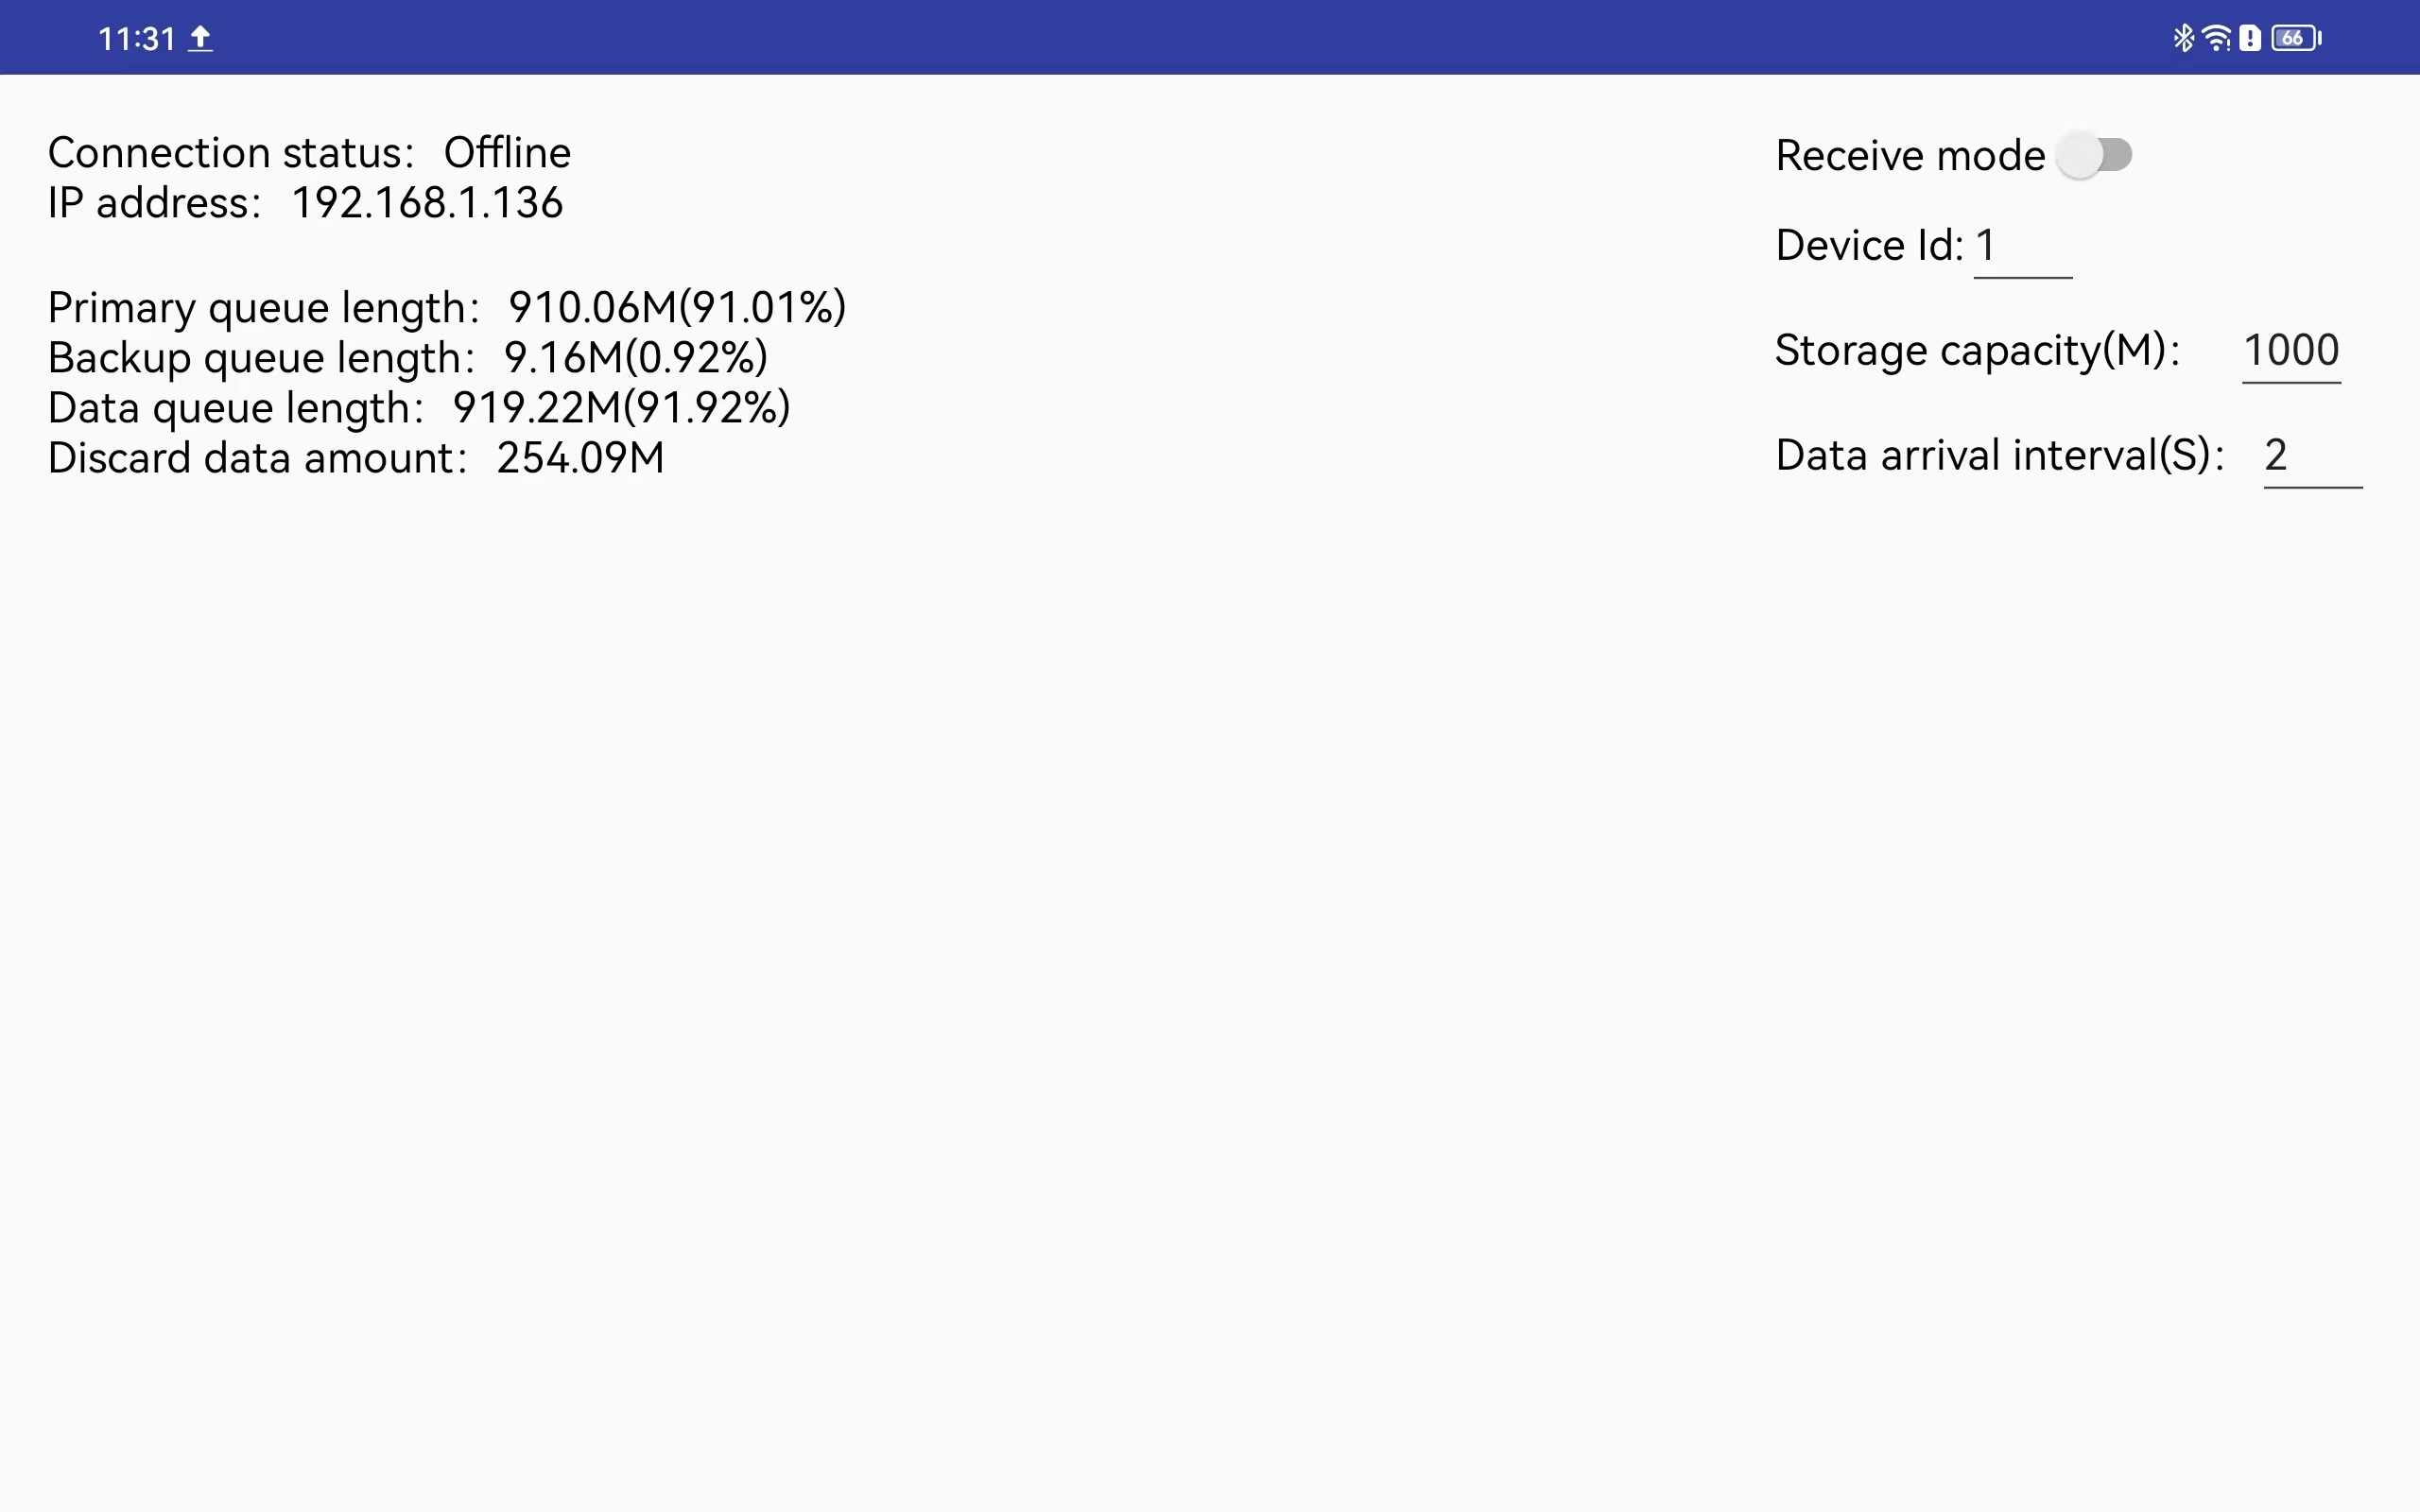 11:31
66
Connection status: Offline
IP address: 192.168.1.136
Primary queue length: 910.06M(91.01%)
Backup queue length: 9.16M(0.92%)
Data queue length: 919.22M(91.92%)
Discard data amount: 254.09M
Receive mode
Device Id: 1
Storage capacity(M): 1000
Data arrival interval(S): 2